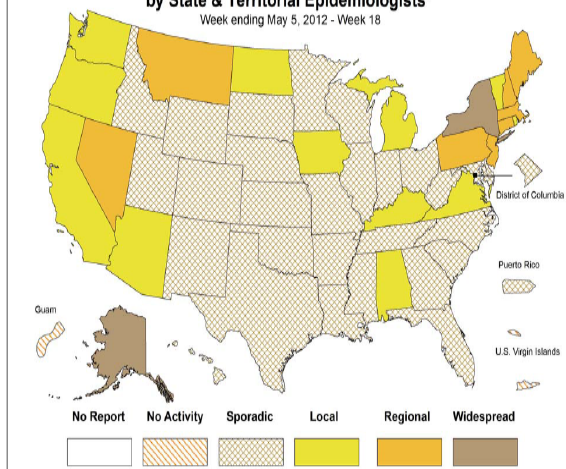 by State & Territorial Epidemiologists
Week ending May 5, 2012 - Week 18
District of Columbia
Puerto Rico
Guam
U.S. Virgin Islands
No Report No Activity Sporadic Local Regional Widespread